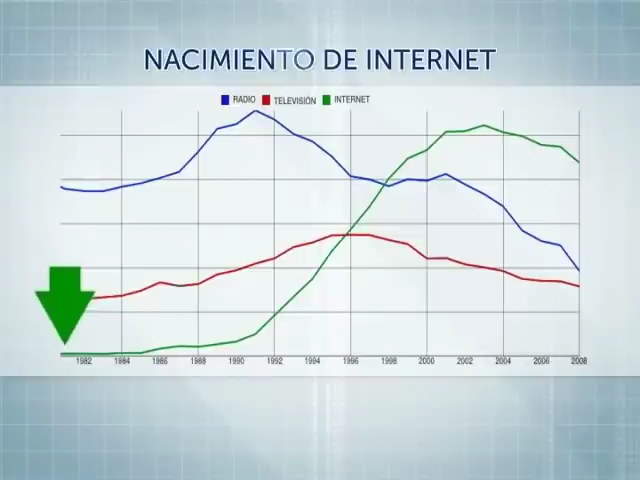 NACIMIENTO DE INTERNET
RADIO TELEVISIÓN INTERNET
1982 1984 1986 1988 1990 1992 1994 1996 1998 2000 2002 2004 2006 2008